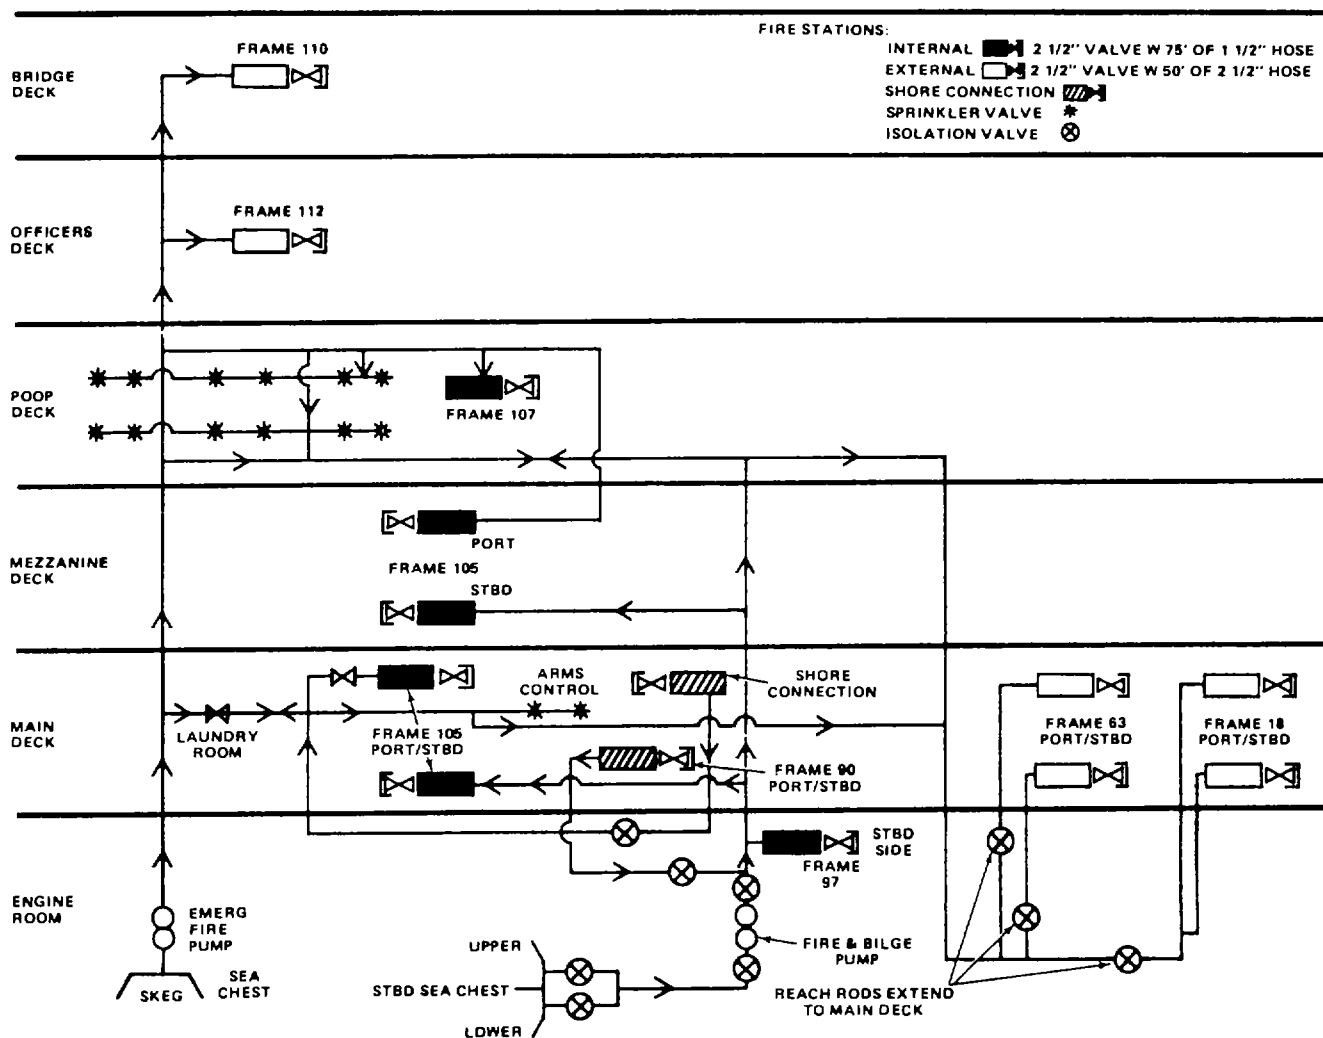 FIRE STATIONS:
INTERNAL 2 1/2" VALVE W 75' OF 1 1/2" HOSE
EXTERNAL 2 1/2" VALVE W 50' OF 2 1/2" HOSE
SHORE CONNECTION
SPRINKLER VALVE
ISOLATION VALVE
BRIDGE
DECK
FRAME 110
OFFICERS
DECK
FRAME 112
POOP
DECK
FRAME 107
MEZZANINE
DECK
PORT
FRAME 105
STBD
MAIN
DECK
LAUNDRY
ROOM
FRAME 105
PORT/STBD
ARMS
CONTROL
SHORE
CONNECTION
FRAME 90
PORT/STBD
FRAME 63
PORT/STBD
FRAME 18
PORT/STBD
ENGINE
ROOM
EMERG
FIRE
PUMP
SKEG
SEA
CHEST
UPPER
STBD SEA CHEST
LOWER
STBD
SIDE
FRAME
97
FIRE & BILGE
PUMP
REACH RODS EXTEND
TO MAIN DECK